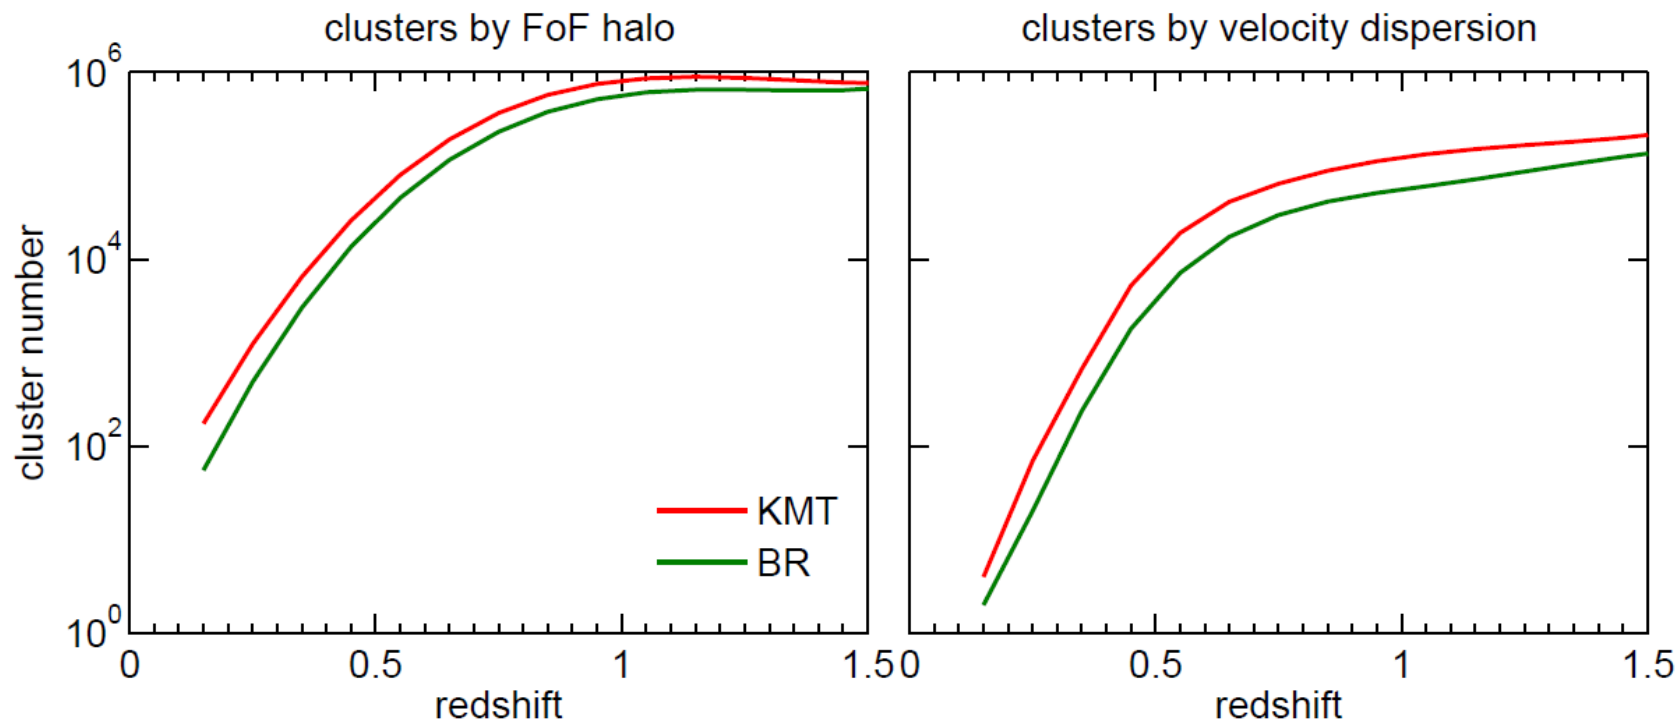 clusters by FoF halo
clusters by velocity dispersion
cluster number
10^6
10^4
10^2
10^0
KMT
BR
0 0.5 1 1.5
0 0.5 1 1.5
redshift
redshift